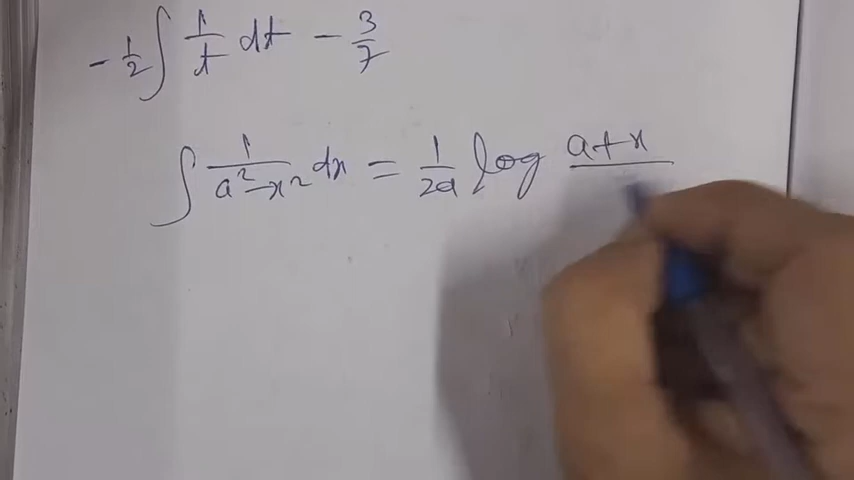 -1/2 ∫ 1/t dt - 3/7
∫ 1/(a²-x²) dx = 1/2a log a+x/